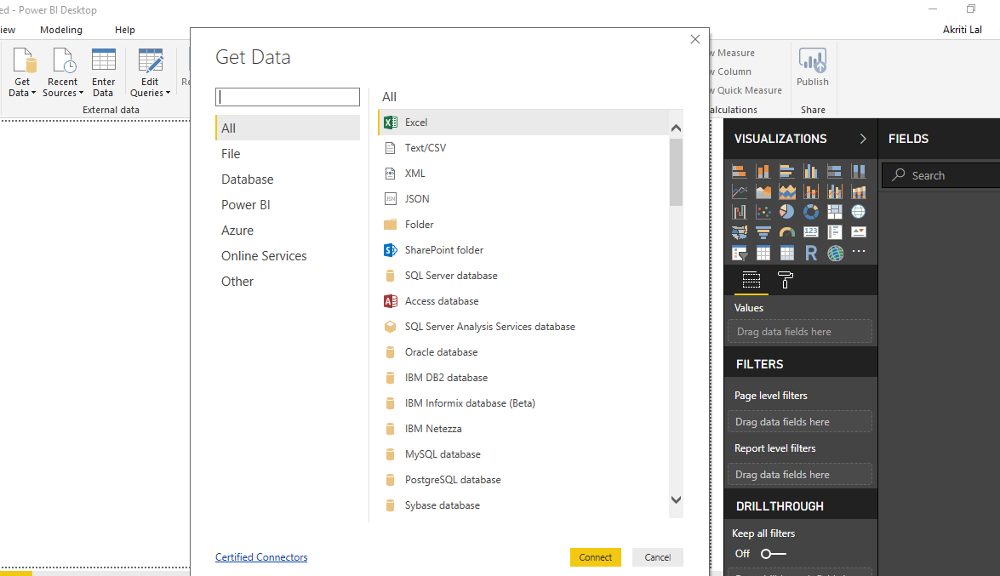 ed - Power BI Desktop
iew Modeling Help
Akriti Lal
Get Data
Recent Sources
Enter Data
Edit Queries
Re
External data
w Measure
w Column
w Quick Measure
alculations
Publish
Share
Get Data
All
File
Database
Power BI
Azure
Online Services
Other
All
Excel
Text/CSV
XML
JSON
Folder
SharePoint folder
SQL Server database
Access database
SQL Server Analysis Services database
Oracle database
IBM DB2 database
IBM Informix database (Beta)
IBM Netezza
MySQL database
PostgreSQL database
Sybase database
Certified Connectors
Connect
Cancel
VISUALIZATIONS
123
R
Values
Drag data fields here
FILTERS
Page level filters
Drag data fields here
Report level filters
Drag data fields here
DRILLTHROUGH
Keep all filters
Off
FIELDS
Search